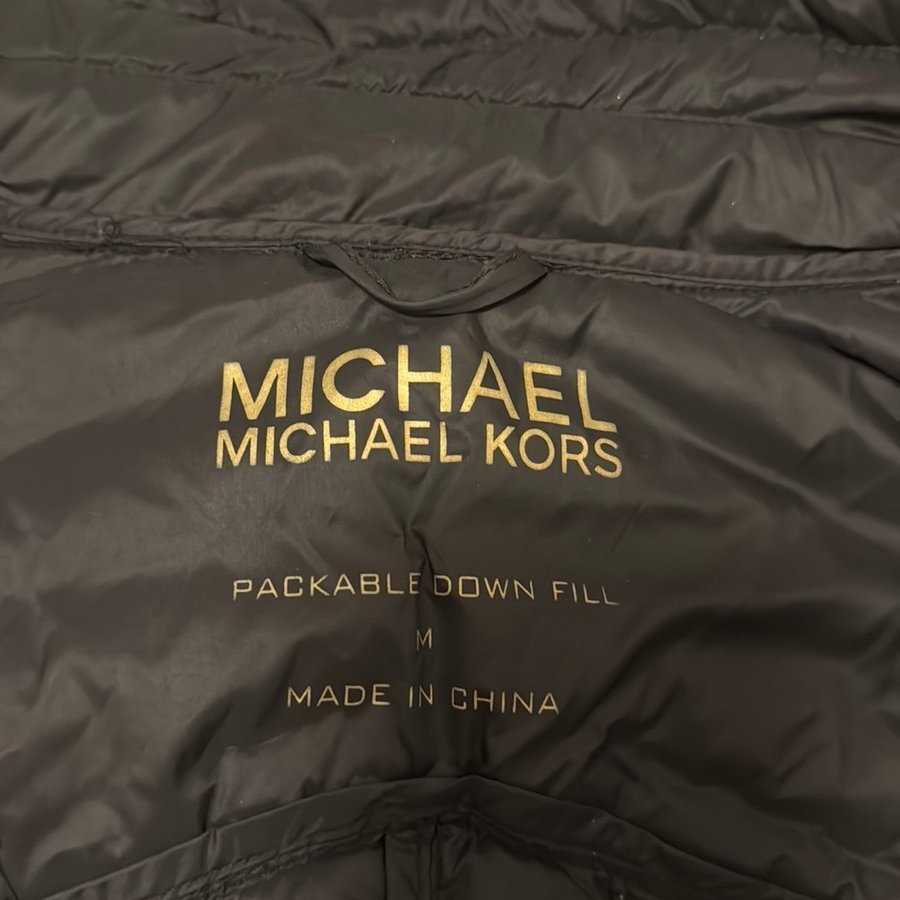 MICHAEL
MICHAEL KORS
PACKABLE DOWN FILL
M
MADE IN CHINA